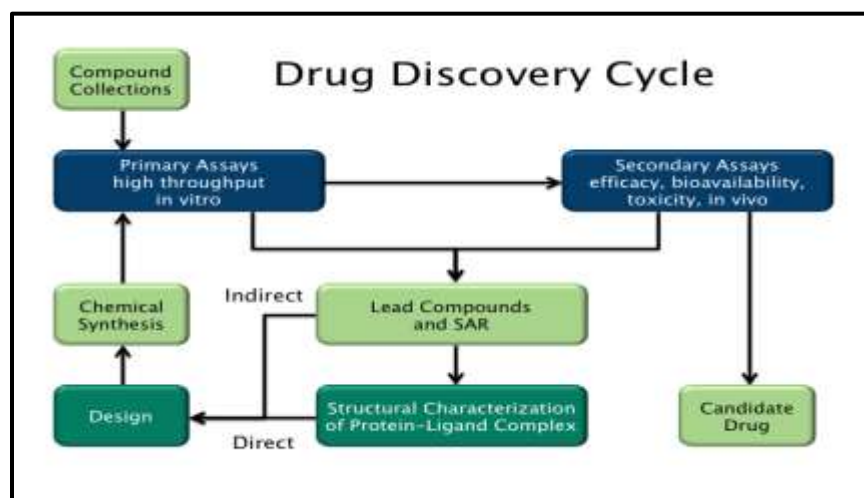 Compound
Collections
Drug Discovery Cycle
Primary Assays
high throughput
in vitro
Secondary Assays
efficacy, bioavailability,
toxicity, in vivo
Indirect
Chemical
Synthesis
Lead Compounds
and SAR
Design
Direct
Structural Characterization
of Protein-Ligand Complex
Candidate
Drug